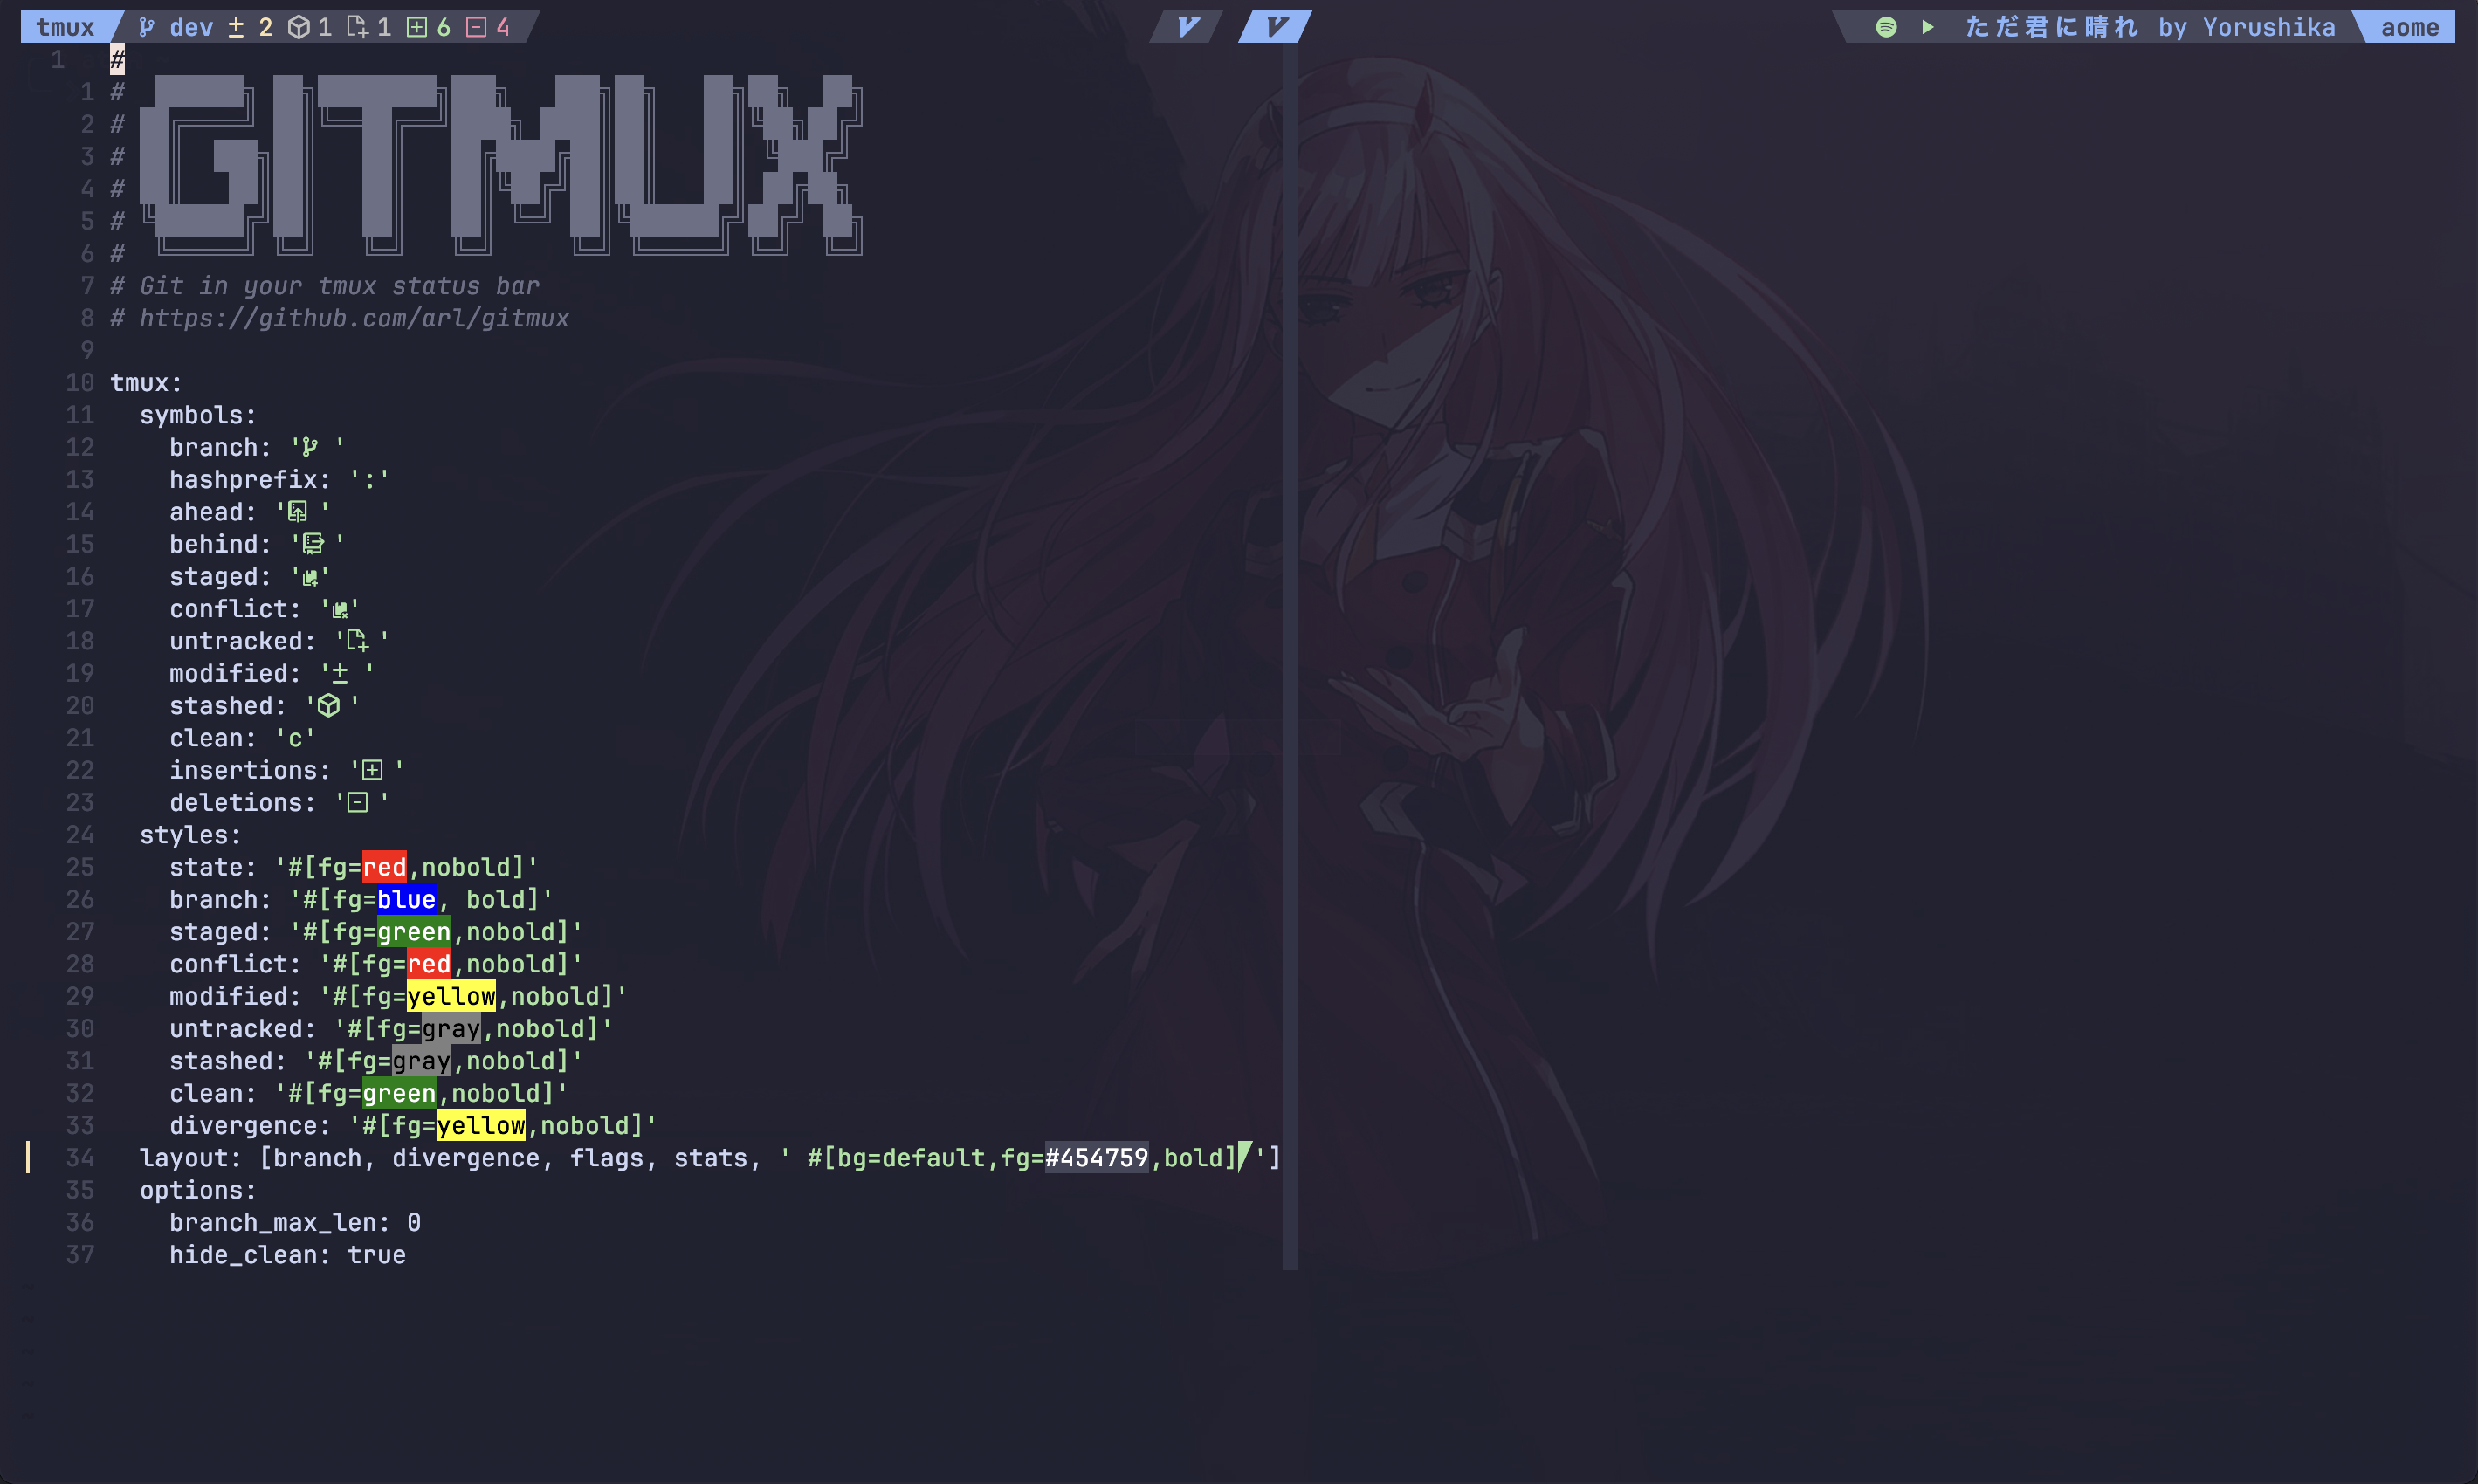 tmux  dev ± 2  1  1  6  4 ただ君に晴れ by Yorushika aome
1 #
1 # GITMUX
2 #
3 #
4 #
5 #
6 #
7 # Git in your tmux status bar
8 # https://github.com/arl/gitmux
9
10 tmux:
11 symbols:
12 branch: ' '
13 hashprefix: ':'
14 ahead: ' '
15 behind: ' '
16 staged: ''
17 conflict: ''
18 untracked: ' '
19 modified: '± '
20 stashed: ' '
21 clean: 'c'
22 insertions: '⊞ '
23 deletions: '⊟ '
24 styles:
25 state: '#[fg=red,nobold]'
26 branch: '#[fg=blue, bold]'
27 staged: '#[fg=green,nobold]'
28 conflict: '#[fg=red,nobold]'
29 modified: '#[fg=yellow,nobold]'
30 untracked: '#[fg=gray,nobold]'
31 stashed: '#[fg=gray,nobold]'
32 clean: '#[fg=green,nobold]'
33 divergence: '#[fg=yellow,nobold]'
34 layout: [branch, divergence, flags, stats, ' #[bg=default,fg=#454759,bold]']
35 options:
36 branch_max_len: 0
37 hide_clean: true